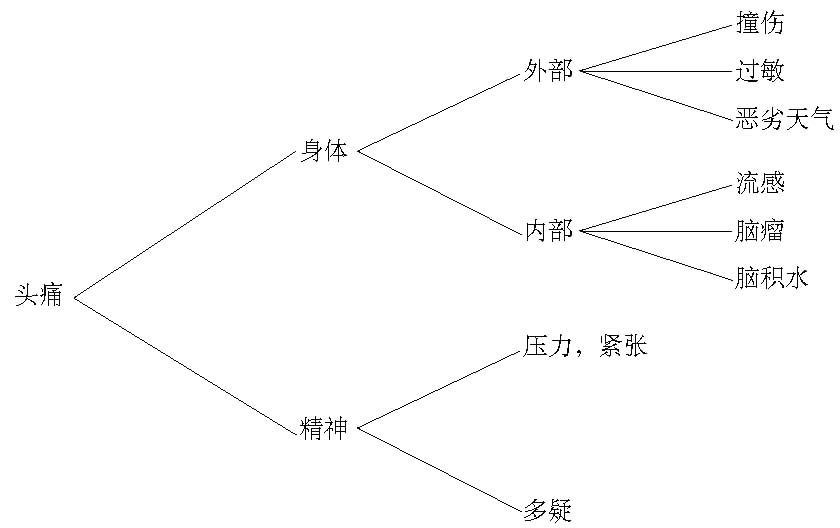 撞伤
外部
过敏
恶劣天气
身体
流感
内部
脑瘤
脑积水
头痛
压力，紧张
精神
多疑